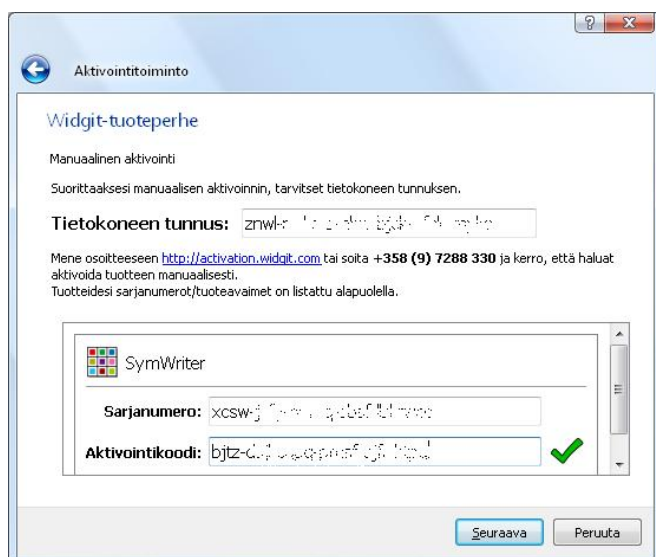 Aktivointitoiminto
Widgit-tuoteperhe
Manuaalinen aktivointi
Suorittaaksesi manuaalisen aktivoinnin, tarvitset tietokoneen tunnuksen.
Tietokoneen tunnus:
Mene osoitteeseen http://activation.widgit.com tai soita +358 (9) 7288 330 ja kerro, että haluat
aktivoida tuotteen manuaalisesti.
Tuotteidesi sarjanumerot/tuoteavaimet on listattu alapuolella.
SymWriter
Sarjanumero:
Aktivointikoodi:
Seuraava Peruuta